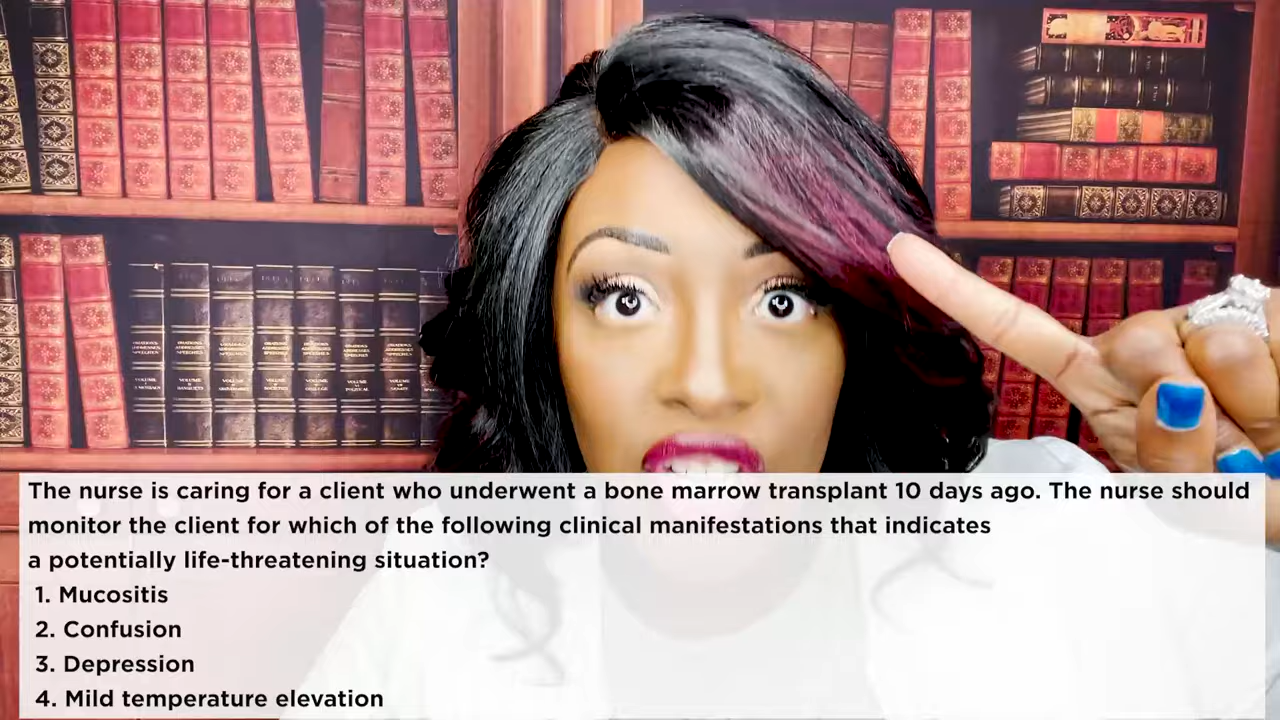 The nurse is caring for a client who underwent a bone marrow transplant 10 days ago. The nurse should
monitor the client for which of the following clinical manifestations that indicates
a potentially life-threatening situation?
1. Mucositis
2. Confusion
3. Depression
4. Mild temperature elevation